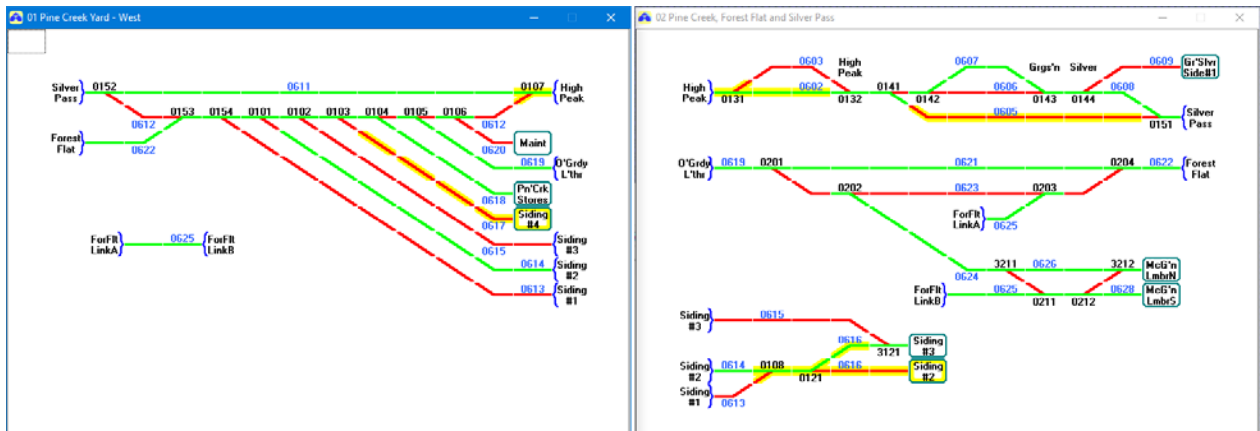 01 Pine Creek Yard - West
Silver Pass
0152
0611
0107
High Peak
0153
0154
0101
0102
0103
0104
0105
0106
0612
0612
Forest Flat
0622
0620
Maint
0619
O'Grdy L'thr
0618
Pn'Crk Stores
0617
Siding #4
ForFlt LinkA
0625
ForFlt LinkB
0615
Siding #3
0614
Siding #2
0613
Siding #1
02 Pine Creek, Forest Flat and Silver Pass
0603
High Peak
0607
Grgs'n Silver
0609
Gr'Slvr Side#1
High Peak
0602
0141
0606
0608
0131
0132
0142
0143
0144
0605
0151
Silver Pass
O'Grdy L'thr
0619
0201
0621
0204
0622
Forest Flat
0202
0623
0203
ForFlt LinkA
0625
3211
0626
3212
McG'n LmbrN
0624
ForFlt LinkB
0625
0211
0212
0628
McG'n LmbrS
Siding #3
0615
0616
3121
Siding #3
Siding #2
0614
0108
0121
0616
Siding #2
Siding #1
0613